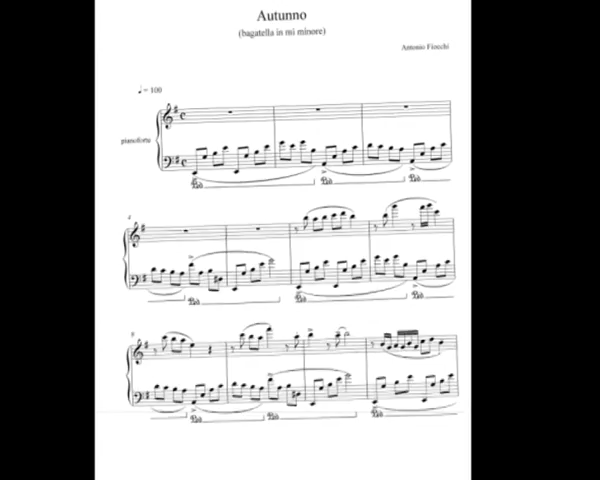 Autunno
(bagatella in mi minore)
Antonio Fiocchi
♩ = 100
pianoforte